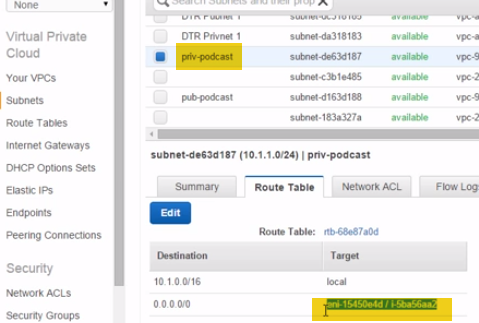 None
Search Subnets and their prop
Virtual Private
Cloud
Your VPCs
Subnets
Route Tables
Internet Gateways
DHCP Options Sets
Elastic IPs
Endpoints
Peering Connections
Security
Network ACLs
Security Groups
DTR Pubnet 1 available vpc-a
DTR Privnet 1 subnet-da318183 available vpc-a
priv-podcast subnet-de63d187 available vpc-9
subnet-c3b1e485 available vpc-2
pub-podcast subnet-d163d188 available vpc-9
subnet-183a327a available vpc-2
subnet-de63d187 (10.1.1.0/24) | priv-podcast
Summary Route Table Network ACL Flow Logs
Edit
Route Table: rtb-68e87a0d
Destination Target
10.1.0.0/16 local
0.0.0.0/0 eni-15450e4d / i-5ba56aa2